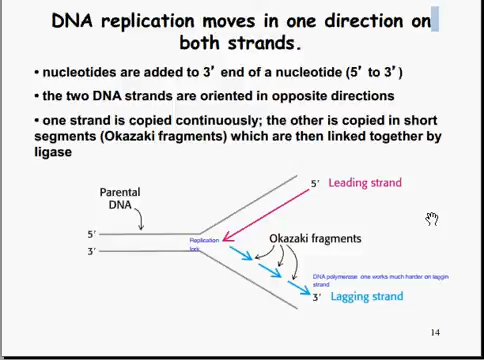 DNA replication moves in one direction on
both strands.
• nucleotides are added to 3’ end of a nucleotide (5’ to 3’)
• the two DNA strands are oriented in opposite directions
• one strand is copied continuously; the other is copied in short
segments (Okazaki fragments) which are then linked together by
ligase
5' Leading strand
Parental
DNA
5'
3'
Replication
fork
Okazaki fragments
DNA polymerase one works much harder on laggin
strand
3' Lagging strand
14